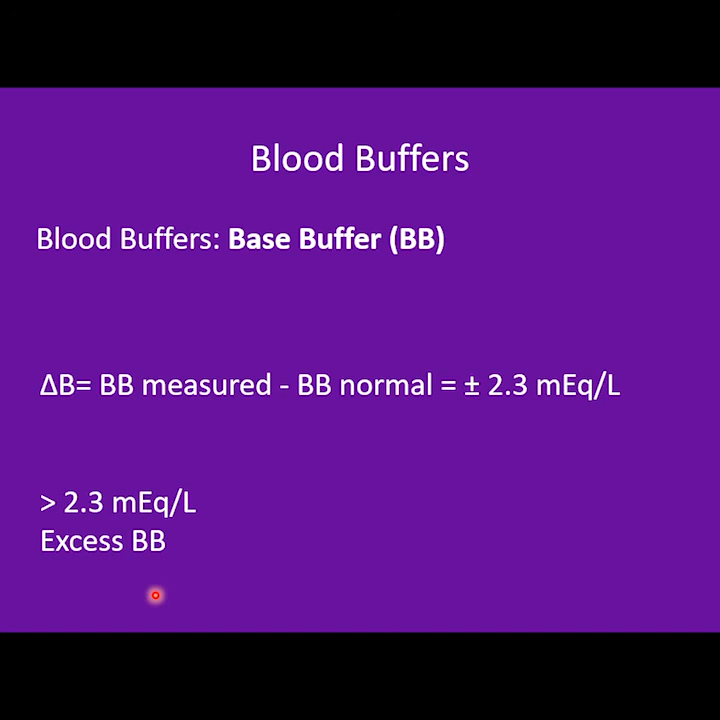 Blood Buffers
Blood Buffers: Base Buffer (BB)
ΔB= BB measured - BB normal = ± 2.3 mEq/L
> 2.3 mEq/L
Excess BB